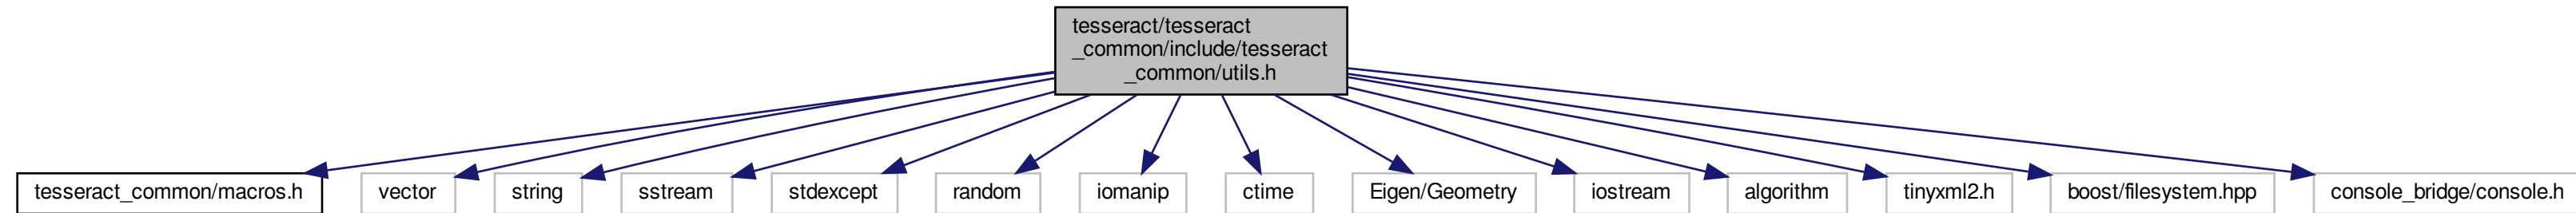 tesseract/tesseract
_common/include/tesseract
_common/utils.h
tesseract_common/macros.h
vector
string
sstream
stdexcept
random
iomanip
ctime
Eigen/Geometry
iostream
algorithm
tinyxml2.h
boost/filesystem.hpp
console_bridge/console.h